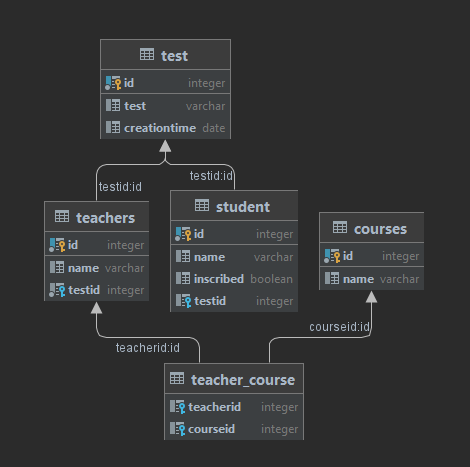 test
id integer
test varchar
creationtime date
testid:id
testid:id
teachers
id integer
name varchar
testid integer
student
id integer
name varchar
inscribed boolean
testid integer
courses
id integer
name varchar
teacherid:id
courseid:id
teacher_course
teacherid integer
courseid integer